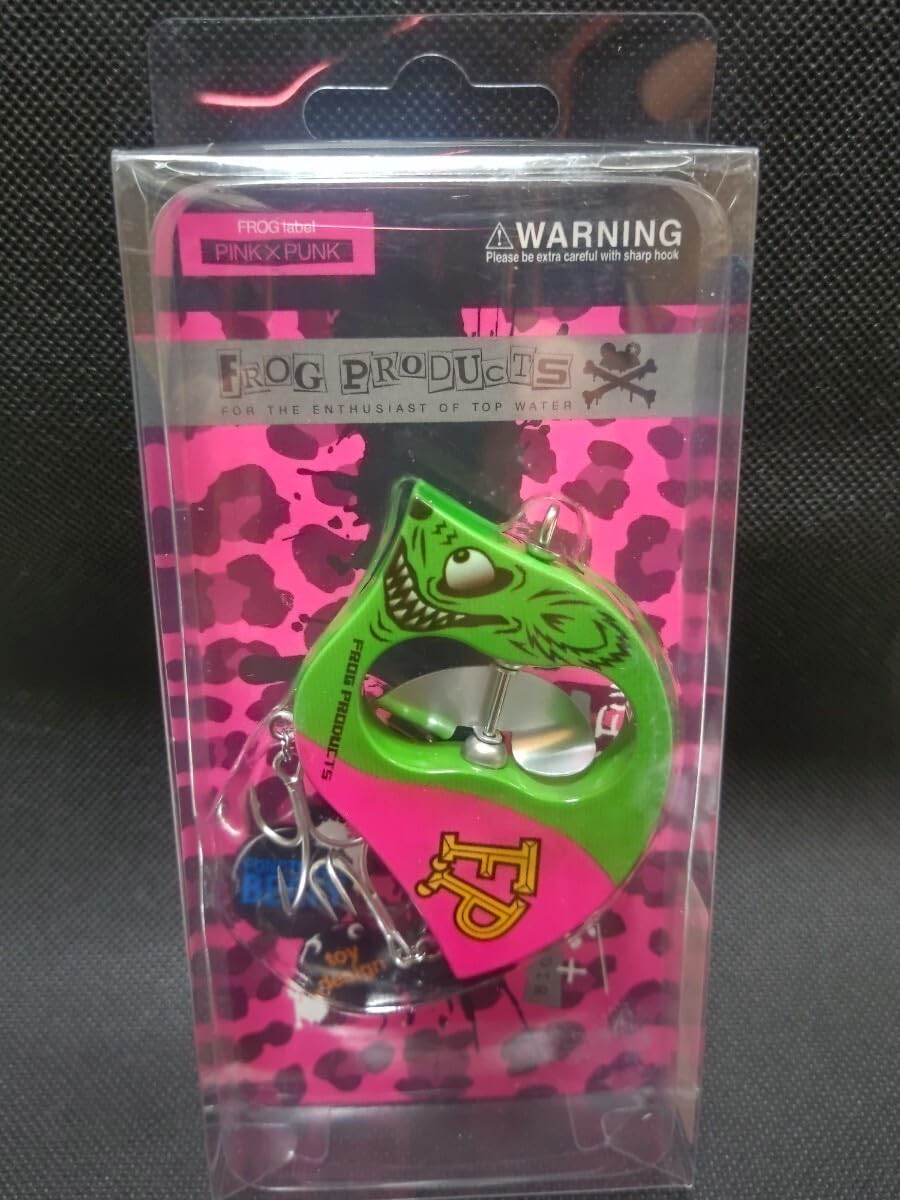 FROG label
PINK×PUNK
⚠WARNING
Please be extra careful with sharp hook
FROG PRODUCTS
FOR THE ENTHUSIAST OF TOP WATER
FROG PRODUCTS
F.P
toy
design